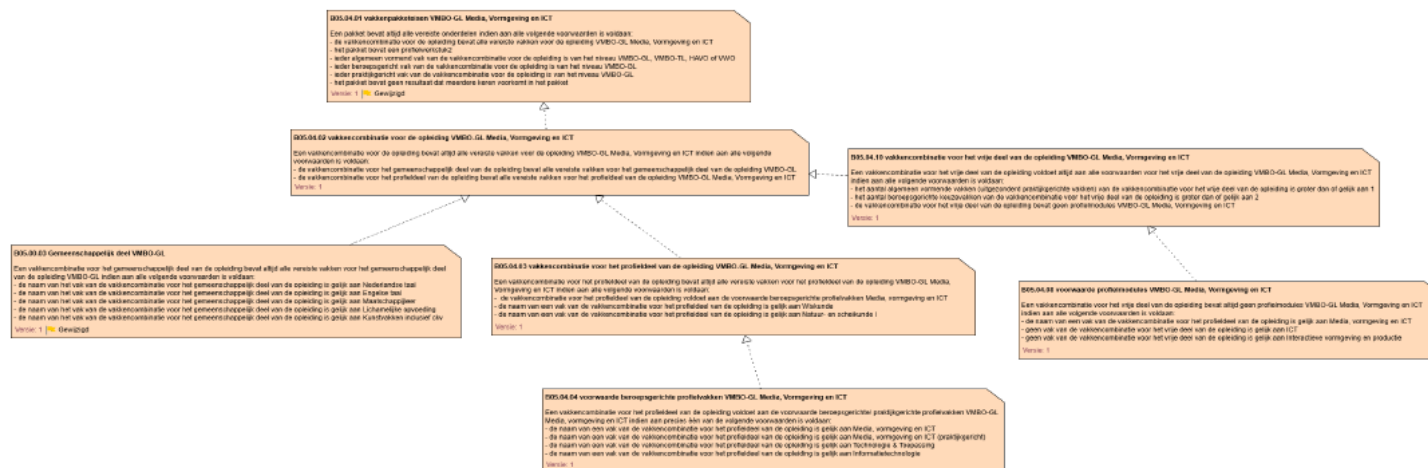 B05.04.01 vakkenpakketeisen VMBO-GL Media, Vormgeving en ICT
Een pakket bevat altijd alle vereiste onderdelen indien aan alle volgende voorwaarden is voldaan:
- de vakkencombinatie voor de opleiding bevat alle vereiste vakken voor de opleiding VMBO-GL Media, Vormgeving en ICT
- het pakket bevat een profielwerkstuk2
- ieder algemeen vormend vak van de vakkencombinatie voor de opleiding is van het niveau VMBO-GL, VMBO-TL, HAVO of VWO
- ieder beroepsgericht vak van de vakkencombinatie voor de opleiding is van het niveau VMBO-GL
- ieder praktijkgericht vak van de vakkencombinatie voor de opleiding is van het niveau VMBO-GL
- het pakket bevat geen resultaat dat meerdere keren voorkomt in het pakket
Versie: 1 Gewijzigd
B05.04.02 vakkencombinatie voor de opleiding VMBO-GL Media, Vormgeving en ICT
Een vakkencombinatie voor de opleiding bevat altijd alle vereiste vakken voor de opleiding VMBO-GL Media, Vormgeving en ICT indien aan alle volgende
voorwaarden is voldaan:
- de vakkencombinatie voor het gemeenschappelijk deel van de opleiding bevat alle vereiste vakken voor het gemeenschappelijk deel van de opleiding VMBO-GL
- de vakkencombinatie voor het profieldeel van de opleiding bevat alle vereiste vakken voor het profieldeel van de opleiding VMBO-GL Media, Vormgeving en ICT
Versie: 1
B05.04.10 vakkencombinatie voor het vrije deel van de opleiding VMBO-GL Media, Vormgeving en ICT
Een vakkencombinatie voor het vrije deel van de opleiding voldoet altijd aan alle voorwaarden voor het vrije deel van de opleiding VMBO-GL Media, Vormgeving en ICT
indien aan alle volgende voorwaarden is voldaan:
- het aantal algemeen vormende vakken (uitgezonderd praktijkgerichte vakken) van de vakkencombinatie voor het vrije deel van de opleiding is groter dan of gelijk aan 1
- het aantal beroepsgerichte keuzevakken van de vakkencombinatie voor het vrije deel van de opleiding is groter dan of gelijk aan 2
- de vakkencombinatie voor het vrije deel van de opleiding bevat geen profielmodules VMBO-GL Media, Vormgeving en ICT
Versie: 1
B05.00.03 Gemeenschappelijk deel VMBO-GL
Een vakkencombinatie voor het gemeenschappelijk deel van de opleiding bevat altijd alle vereiste vakken voor het gemeenschappelijk deel
van de opleiding VMBO-GL indien aan alle volgende voorwaarden is voldaan:
- de naam van het vak van de vakkencombinatie voor het gemeenschappelijk deel van de opleiding is gelijk aan Nederlandse taal
- de naam van het vak van de vakkencombinatie voor het gemeenschappelijk deel van de opleiding is gelijk aan Engelse taal
- de naam van het vak van de vakkencombinatie voor het gemeenschappelijk deel van de opleiding is gelijk aan Maatschappijleer
- de naam van het vak van de vakkencombinatie voor het gemeenschappelijk deel van de opleiding is gelijk aan Lichamelijke opvoeding
- de naam van het vak van de vakkencombinatie voor het gemeenschappelijk deel van de opleiding is gelijk aan Kunstvakken inclusief ckv
Versie: 1 Gewijzigd
B05.04.03 vakkencombinatie voor het profieldeel van de opleiding VMBO-GL Media, Vormgeving en ICT
Een vakkencombinatie voor het profieldeel van de opleiding bevat altijd alle vereiste vakken voor het profieldeel van de opleiding VMBO-GL Media,
Vormgeving en ICT indien aan alle volgende voorwaarden is voldaan:
- de vakkencombinatie voor het profieldeel van de opleiding voldoet aan de voorwaarde beroepsgerichte profielvakken Media, vormgeving en ICT
- de naam van een vak van de vakkencombinatie voor het profieldeel van de opleiding is gelijk aan Wiskunde
- de naam van een vak van de vakkencombinatie voor het profieldeel van de opleiding is gelijk aan Natuur- en scheikunde I
Versie: 1
B05.04.08 voorwaarde profielmodules VMBO-GL Media, Vormgeving en ICT
Een vakkencombinatie voor het vrije deel van de opleiding bevat altijd geen profielmodules VMBO-GL Media, Vormgeving en ICT
indien aan alle volgende voorwaarden is voldaan:
- de naam van een vak van de vakkencombinatie voor het profieldeel van de opleiding is gelijk aan Media, vormgeving en ICT
- geen vak van de vakkencombinatie voor het vrije deel van de opleiding is gelijk aan ICT
- geen vak van de vakkencombinatie voor het vrije deel van de opleiding is gelijk aan Interactieve vormgeving en productie
Versie: 1
B05.04.04 voorwaarde beroepsgerichte profielvakken VMBO-GL Media, Vormgeving en ICT
Een vakkencombinatie voor het profieldeel van de opleiding voldoet aan de voorwaarde beroepsgerichte/ praktijkgerichte profielvakken VMBO-GL
Media, vormgeving en ICT indien aan precies één van de volgende voorwaarden is voldaan:
- de naam van een vak van de vakkencombinatie voor het profieldeel van de opleiding is gelijk aan Media, vormgeving en ICT
- de naam van een vak van de vakkencombinatie voor het profieldeel van de opleiding is gelijk aan Media, vormgeving en ICT (praktijkgericht)
- de naam van een vak van de vakkencombinatie voor het profieldeel van de opleiding is gelijk aan Technologie & Toepassing
- de naam van een vak van de vakkencombinatie voor het profieldeel van de opleiding is gelijk aan Informatietechnologie
Versie: 1